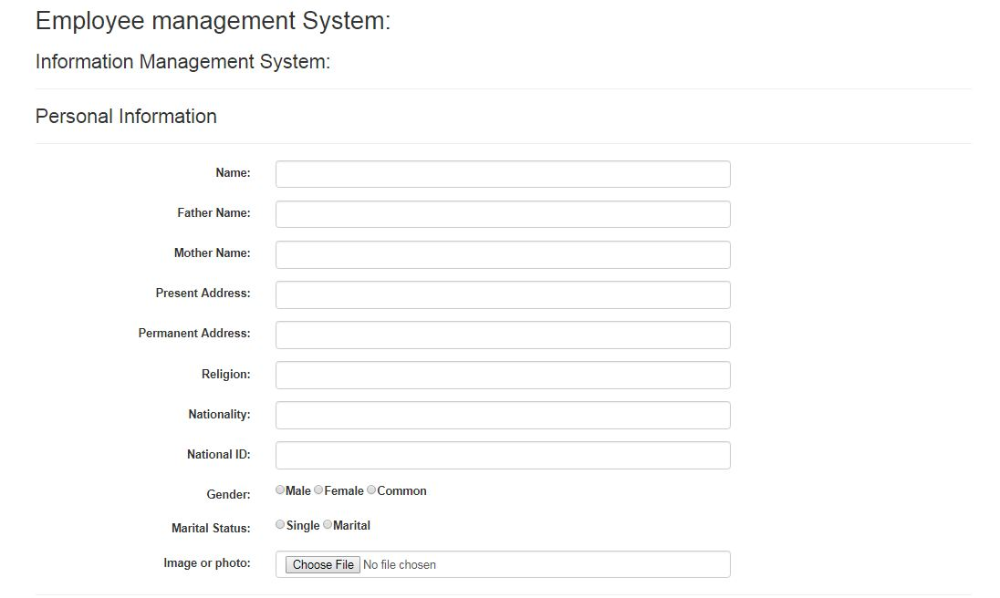 Employee management System:
Information Management System:
Personal Information
Name:
Father Name:
Mother Name:
Present Address:
Permanent Address:
Religion:
Nationality:
National ID:
Gender: Male Female Common
Marital Status: Single Marital
Image or photo: Choose File No file chosen